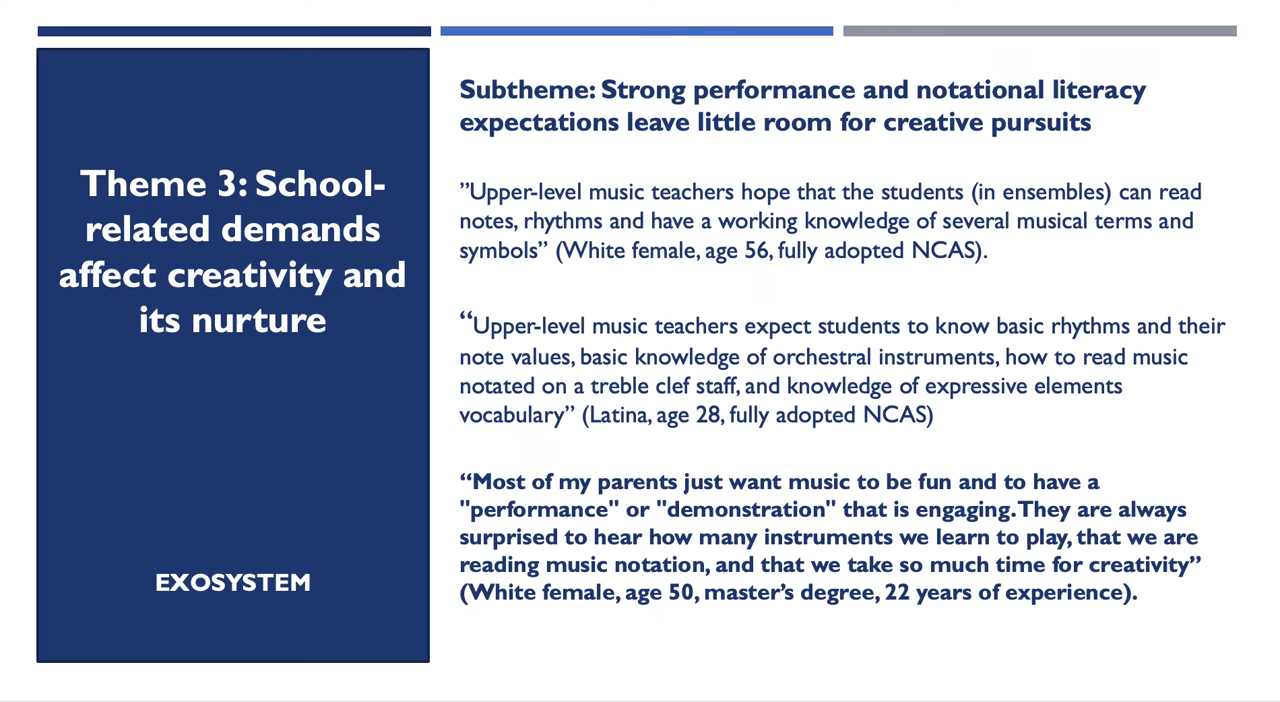 Theme 3: School-
related demands
affect creativity and
its nurture
EXOSYSTEM
Subtheme: Strong performance and notational literacy
expectations leave little room for creative pursuits
”Upper-level music teachers hope that the students (in ensembles) can read
notes, rhythms and have a working knowledge of several musical terms and
symbols” (White female, age 56, fully adopted NCAS).
“Upper-level music teachers expect students to know basic rhythms and their
note values, basic knowledge of orchestral instruments, how to read music
notated on a treble clef staff, and knowledge of expressive elements
vocabulary” (Latina, age 28, fully adopted NCAS)
“Most of my parents just want music to be fun and to have a
"performance" or "demonstration" that is engaging. They are always
surprised to hear how many instruments we learn to play, that we are
reading music notation, and that we take so much time for creativity”
(White female, age 50, master’s degree, 22 years of experience).